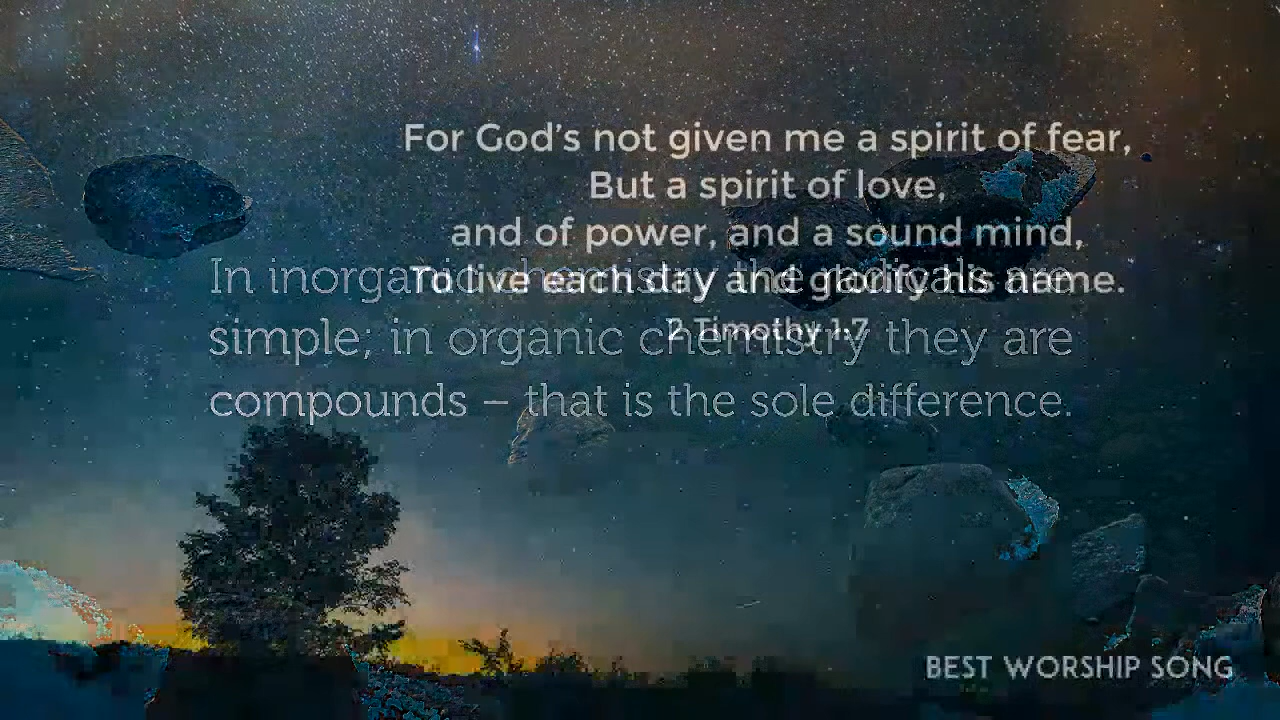 For God's not given me a spirit of fear,
But a spirit of love,
and of power, and a sound mind,
To live each day and glorify his name.
2 Timothy 1:7
In inorganic chemistry the radicals are
simple; in organic chemistry they are
compounds – that is the sole difference.
BEST WORSHIP SONG